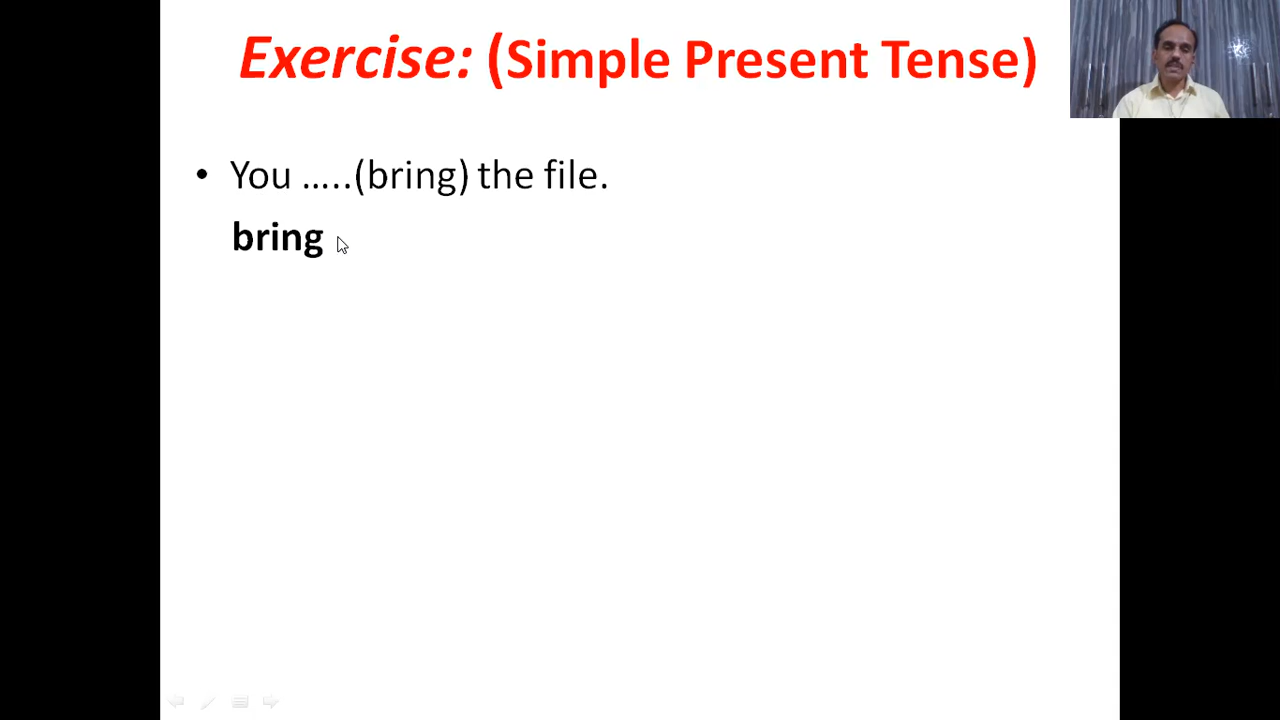 Exercise: (Simple Present Tense)
• You …..(bring) the file.
bring